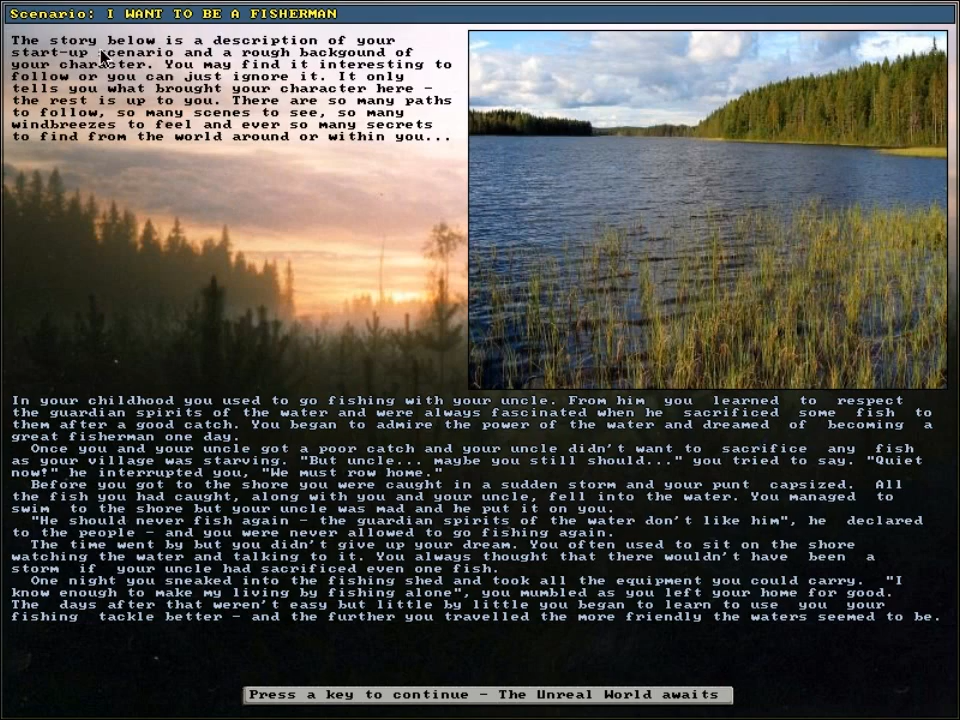 Scenario: I WANT TO BE A FISHERMAN
The story below is a description of your
start-up scenario and a rough backgound of
your character. You may find it interesting to
follow or you can just ignore it. It only
tells you what brought your character here -
the rest is up to you. There are so many paths
to follow, so many scenes to see, so many
windbreezes to feel and ever so many secrets
to find from the world around or within you...
In your childhood you used to go fishing with your uncle. From him you learned to respect
the guardian spirits of the water and were always fascinated when he sacrificed some fish to
them after a good catch. You began to admire the power of the water and dreamed of becoming a
great fisherman one day.
Once you and your uncle got a poor catch and your uncle didn't want to sacrifice any fish
as your village was starving. "But uncle... maybe you still should..." you tried to say. "Quiet
now!" he interrupted you, "We must row home."
Before you got to the shore you were caught in a sudden storm and your punt capsized. All
the fish you had caught, along with you and your uncle, fell into the water. You managed to
swim to the shore but your uncle was mad and he put it on you.
"He should never fish again - the guardian spirits of the water don't like him", he declared
to the people - and you were never allowed to go fishing again.
The time went by but you didn't give up your dream. You often used to sit on the shore
watching the water and talking to it. You always thought that there wouldn't have been a
storm if your uncle had sacrificed even one fish.
One night you sneaked into the fishing shed and took all the equipment you could carry. "I
know enough to make my living by fishing alone", you mumbled as you left your home for good.
The days after that weren't easy but little by little you began to learn to use you your
fishing tackle better - and the further you travelled the more friendly the waters seemed to be.
Press a key to continue - The Unreal World awaits